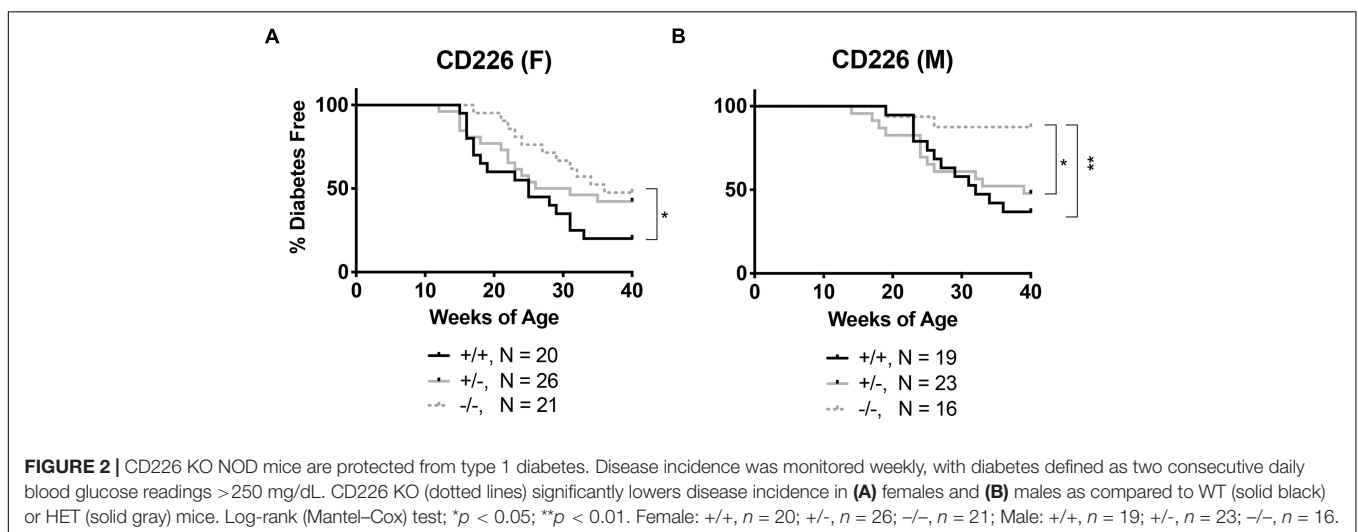 A
CD226 (F)
% Diabetes Free
100
50
0
0 10 20 30 40
Weeks of Age
*
+/+, N = 20
+/-, N = 26
-/-, N = 21
B
CD226 (M)
100
50
0
0 10 20 30 40
Weeks of Age
*
**
+/+, N = 19
+/-, N = 23
-/-, N = 16
FIGURE 2 | CD226 KO NOD mice are protected from type 1 diabetes. Disease incidence was monitored weekly, with diabetes defined as two consecutive daily
blood glucose readings >250 mg/dL. CD226 KO (dotted lines) significantly lowers disease incidence in (A) females and (B) males as compared to WT (solid black)
or HET (solid gray) mice. Log-rank (Mantel–Cox) test; *p < 0.05; **p < 0.01. Female: +/+, n = 20; +/-, n = 26; –/–, n = 21; Male: +/+, n = 19; +/-, n = 23; –/–, n = 16.